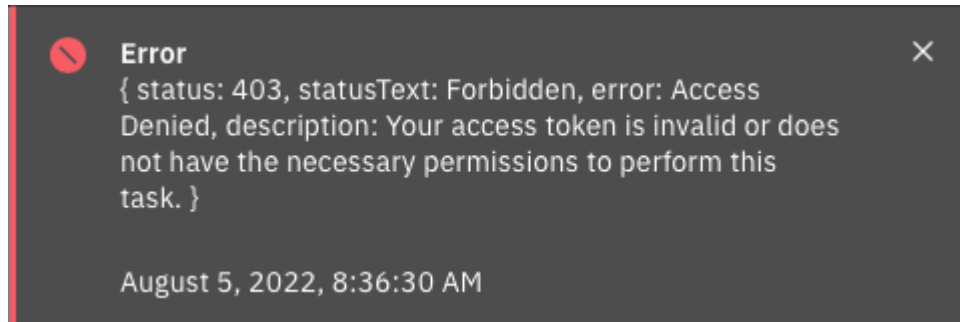 Error
{ status: 403, statusText: Forbidden, error: Access
Denied, description: Your access token is invalid or does
not have the necessary permissions to perform this
task. }
August 5, 2022, 8:36:30 AM